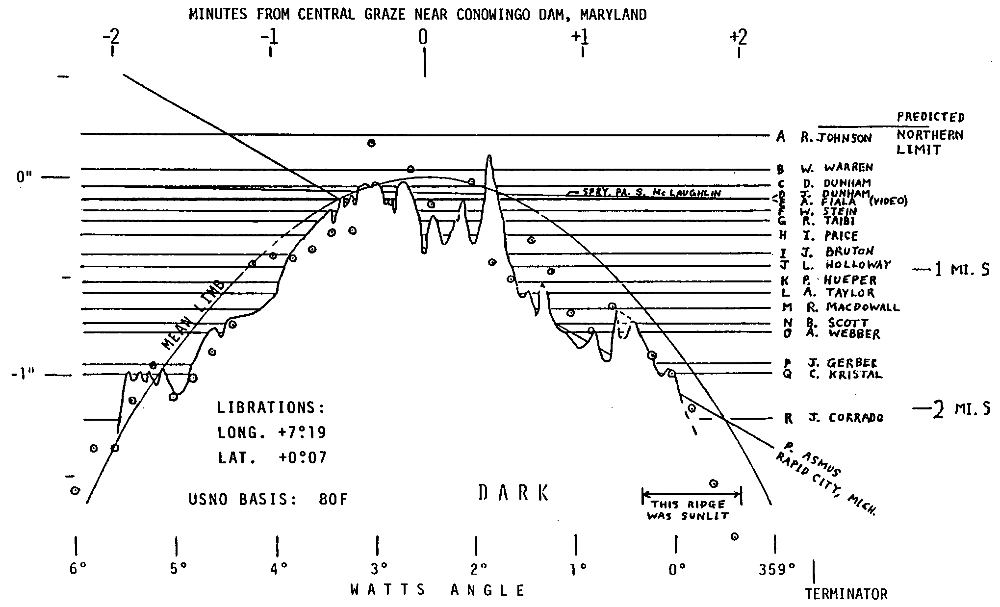 MINUTES FROM CENTRAL GRAZE NEAR CONOWINGO DAM, MARYLAND
-2 -1 0 +1 +2
PREDICTED
NORTHERN
LIMIT
A R. JOHNSON
0" B W. WARREN
C D. DUNHAM
SPRY, PA. S. McLAUGHLIN
D J. DUNHAM
E A. FIALA (VIDEO)
F W. STEIN
G R. TAIBI
H I. PRICE
I J. BRUTON
J L. HOLLOWAY
1 MI. S
K P. HUEPER
L A. TAYLOR
M R. MACDOWALL
MEAN LIMB
N B. SCOTT
O A. WEBBER
P J. GERBER
-1" Q C. KRISTAL
2 MI. S
R J. CORRADO
LIBRATIONS:
LONG. +7°.19
LAT. +0°.07
P. ASMUS
RAPID CITY, MICH.
USNO BASIS: 80F
DARK
THIS RIDGE
WAS SUNLIT
6° 5° 4° 3° 2° 1° 0° 359°
WATTS ANGLE
TERMINATOR